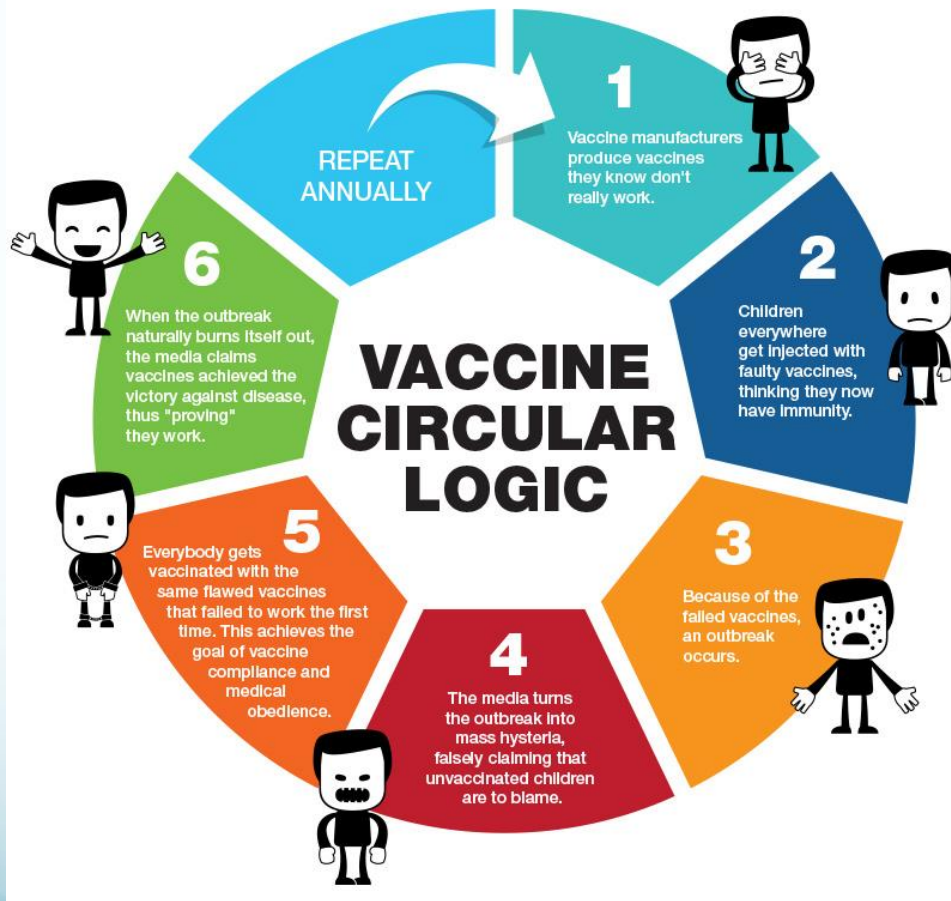 VACCINE
CIRCULAR
LOGIC
1
Vaccine manufacturers
produce vaccines
they know don't
really work.
2
Children
everywhere
get injected with
faulty vaccines,
thinking they now
have immunity.
3
Because of the
failed vaccines,
an outbreak
occurs.
4
The media turns
the outbreak into
mass hysteria,
falsely claiming that
unvaccinated children
are to blame.
5
Everybody gets
vaccinated with the
same flawed vaccines
that failed to work the first
time. This achieves the
goal of vaccine
compliance and
medical
obedience.
6
When the outbreak
naturally burns itself out,
the media claims
vaccines achieved the
victory against disease,
thus "proving"
they work.
REPEAT
ANNUALLY